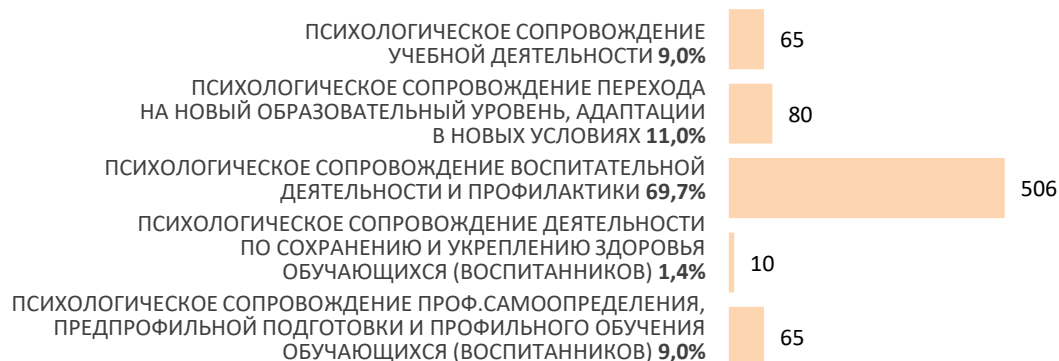 ПСИХОЛОГИЧЕСКОЕ СОПРОВОЖДЕНИЕ
УЧЕБНОЙ ДЕЯТЕЛЬНОСТИ 9,0%
65
ПСИХОЛОГИЧЕСКОЕ СОПРОВОЖДЕНИЕ ПЕРЕХОДА
НА НОВЫЙ ОБРАЗОВАТЕЛЬНЫЙ УРОВЕНЬ, АДАПТАЦИИ
В НОВЫХ УСЛОВИЯХ 11,0%
80
ПСИХОЛОГИЧЕСКОЕ СОПРОВОЖДЕНИЕ ВОСПИТАТЕЛЬНОЙ
ДЕЯТЕЛЬНОСТИ И ПРОФИЛАКТИКИ 69,7%
506
ПСИХОЛОГИЧЕСКОЕ СОПРОВОЖДЕНИЕ ДЕЯТЕЛЬНОСТИ
ПО СОХРАНЕНИЮ И УКРЕПЛЕНИЮ ЗДОРОВЬЯ
ОБУЧАЮЩИХСЯ (ВОСПИТАННИКОВ) 1,4%
10
ПСИХОЛОГИЧЕСКОЕ СОПРОВОЖДЕНИЕ ПРОФ.САМООПРЕДЕЛЕНИЯ,
ПРЕДПРОФИЛЬНОЙ ПОДГОТОВКИ И ПРОФИЛЬНОГО ОБУЧЕНИЯ
ОБУЧАЮЩИХСЯ (ВОСПИТАННИКОВ) 9,0%
65